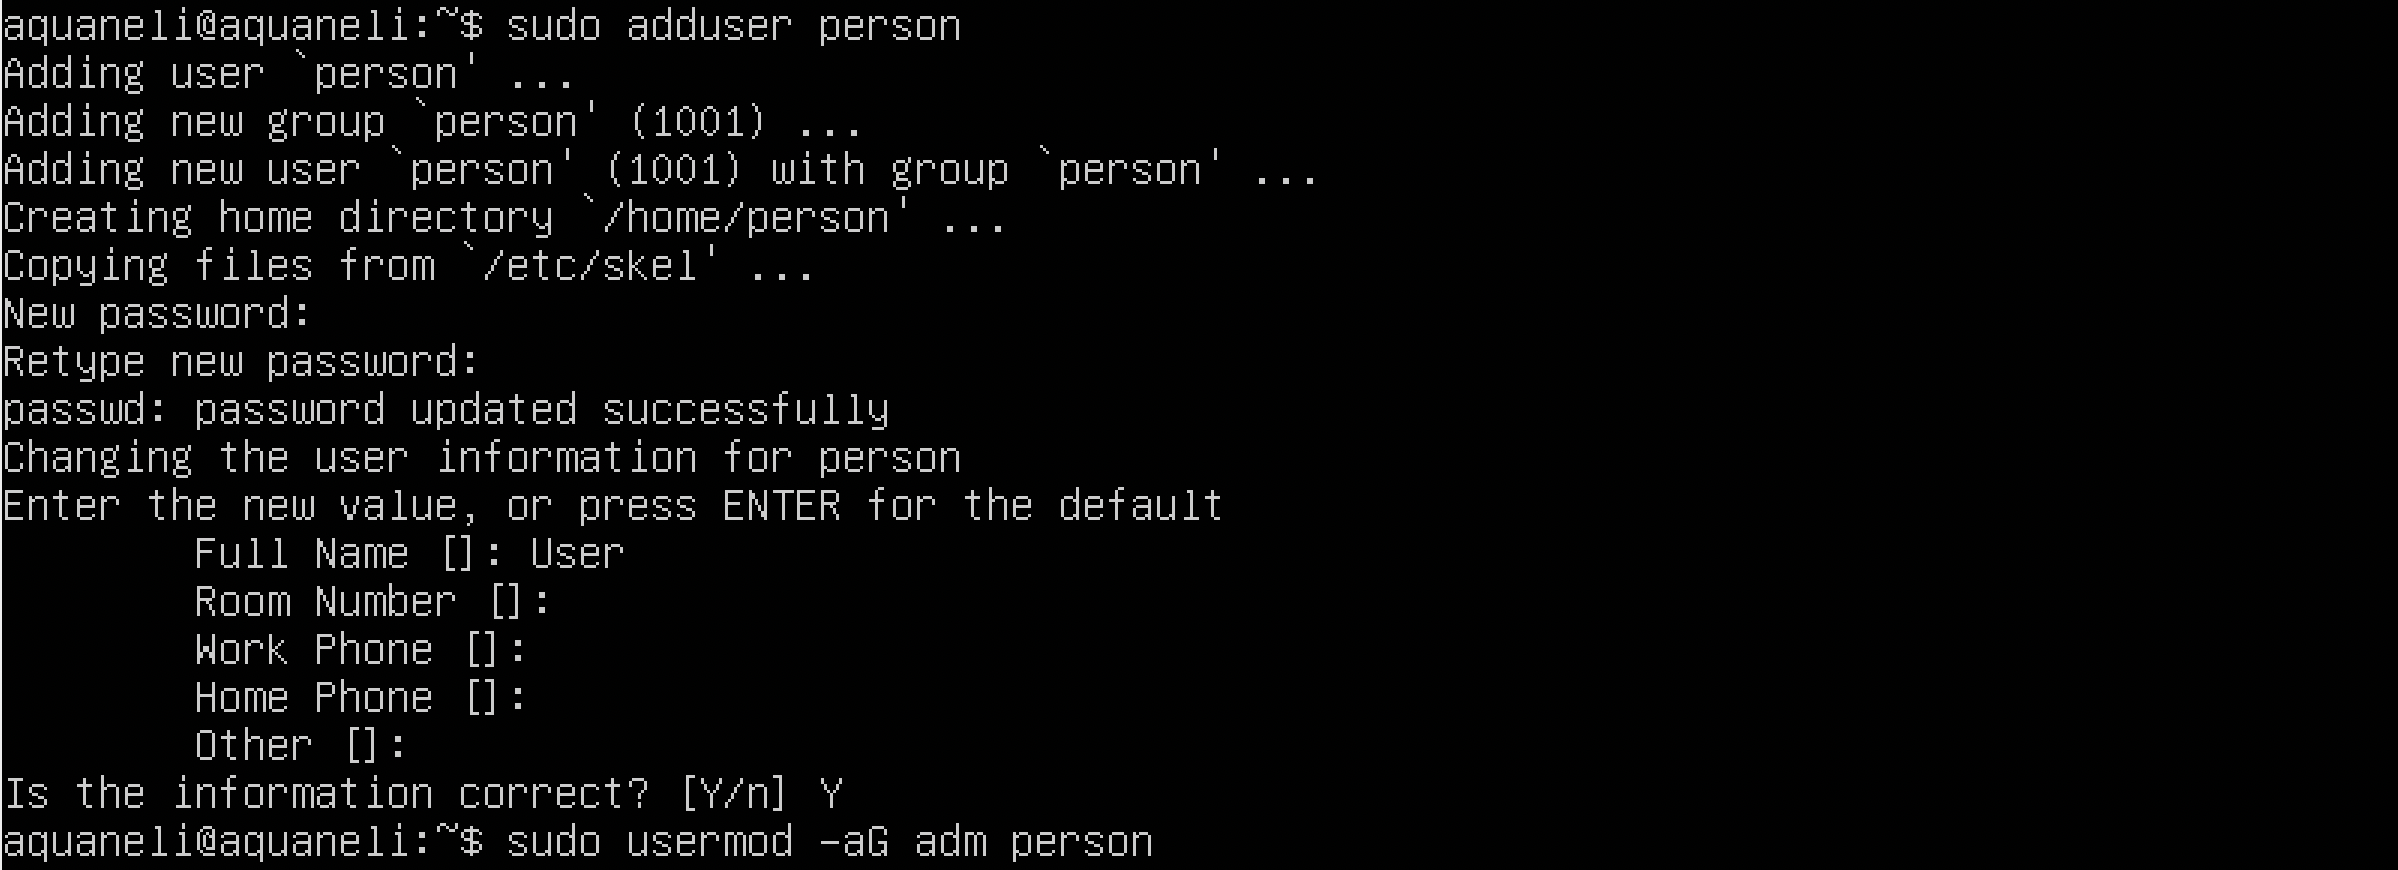 aquaneli@aquaneli:~$ sudo adduser person
Adding user `person' ...
Adding new group `person' (1001) ...
Adding new user `person' (1001) with group `person' ...
Creating home directory `/home/person' ...
Copying files from `/etc/skel' ...
New password:
Retype new password:
passwd: password updated successfully
Changing the user information for person
Enter the new value, or press ENTER for the default
        Full Name []: User
        Room Number []:
        Work Phone []:
        Home Phone []:
        Other []:
Is the information correct? [Y/n] Y
aquaneli@aquaneli:~$ sudo usermod -aG adm person